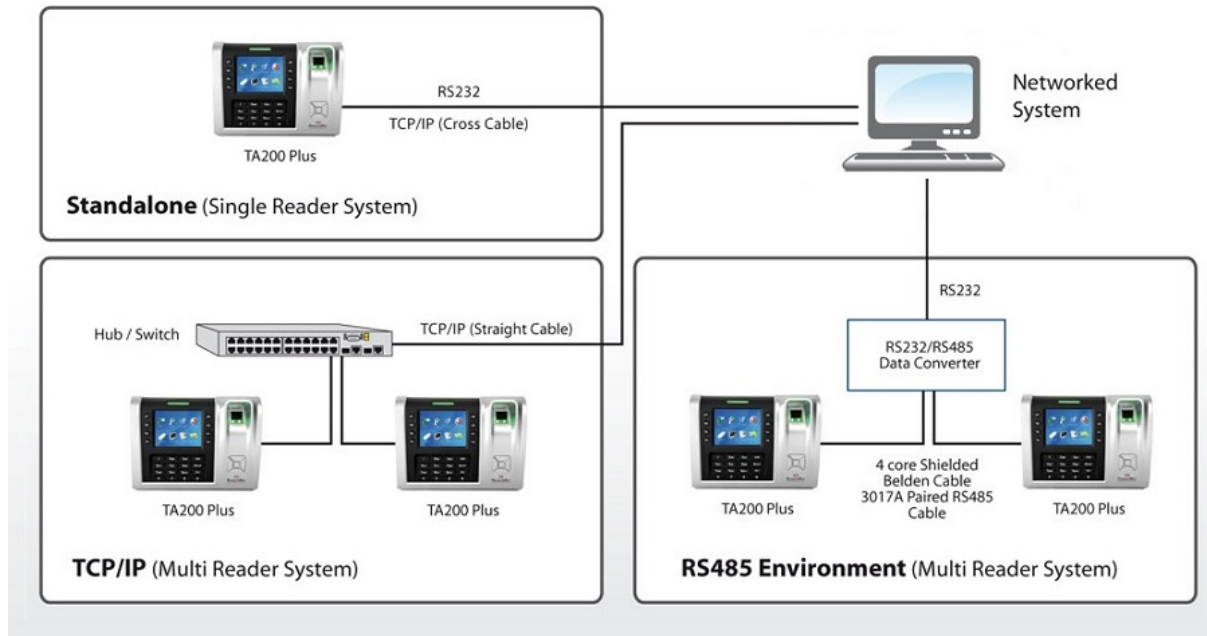 RS232
TCP/IP (Cross Cable)
TA200 Plus
Standalone (Single Reader System)
Networked
System
Hub / Switch
TCP/IP (Straight Cable)
TA200 Plus
TA200 Plus
TCP/IP (Multi Reader System)
RS232
RS232/RS485
Data Converter
4 core Shielded
Belden Cable
3017A Paired RS485
Cable
TA200 Plus
TA200 Plus
RS485 Environment (Multi Reader System)